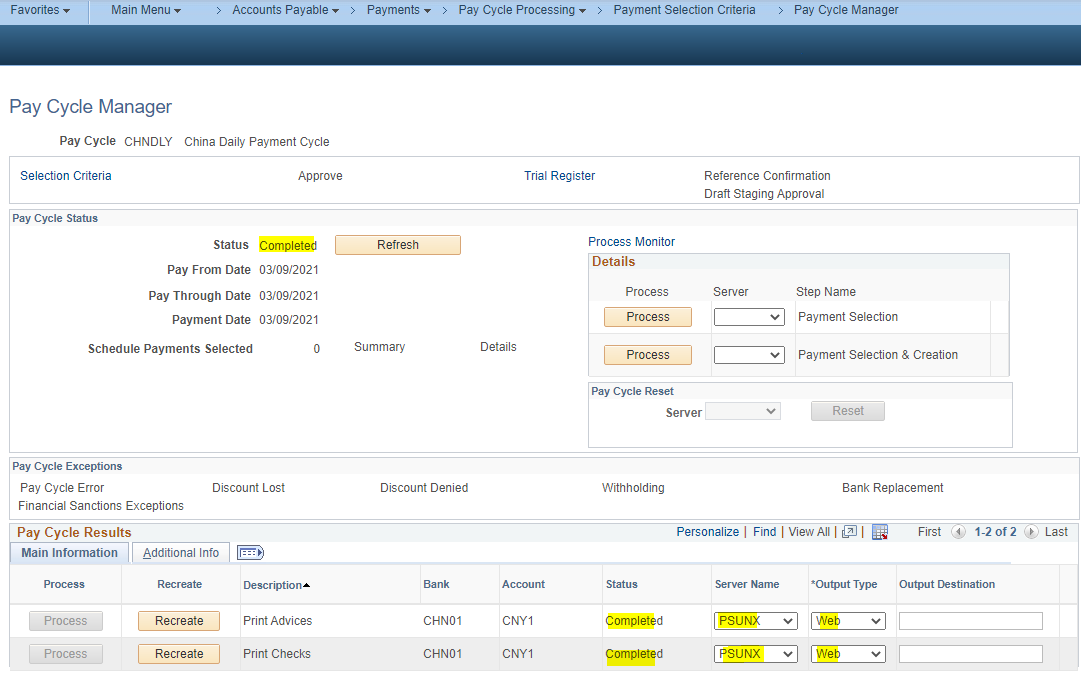 Favorites Main Menu > Accounts Payable > Payments > Pay Cycle Processing > Payment Selection Criteria > Pay Cycle Manager
Pay Cycle Manager
Pay Cycle CHNDLY China Daily Payment Cycle
Selection Criteria Approve Trial Register Reference Confirmation
Draft Staging Approval
Pay Cycle Status
Status Completed Refresh
Pay From Date 03/09/2021
Pay Through Date 03/09/2021
Payment Date 03/09/2021
Schedule Payments Selected 0 Summary Details
Process Monitor
Details
Process Server Step Name
Process Payment Selection
Process Payment Selection & Creation
Pay Cycle Reset
Server Reset
Pay Cycle Exceptions
Pay Cycle Error Discount Lost Discount Denied Withholding Bank Replacement
Financial Sanctions Exceptions
Pay Cycle Results Personalize | Find | View All | | First 1-2 of 2 Last
Main Information Additional Info
Process Recreate Description Bank Account Status Server Name *Output Type Output Destination
Process Recreate Print Advices CHN01 CNY1 Completed PSUNX Web
Process Recreate Print Checks CHN01 CNY1 Completed PSUNX Web